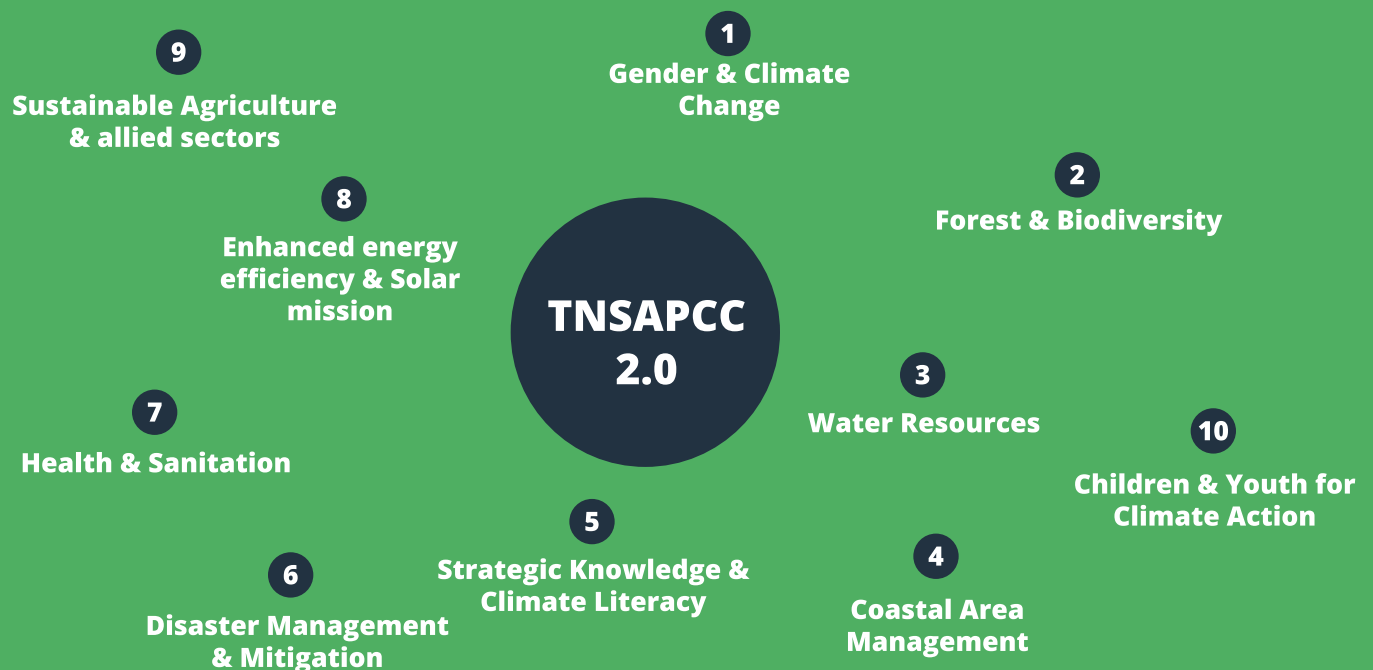 1
Gender & Climate
Change
2
Forest & Biodiversity
3
Water Resources
4
Coastal Area
Management
5
Strategic Knowledge &
Climate Literacy
6
Disaster Management
& Mitigation
7
Health & Sanitation
8
Enhanced energy
efficiency & Solar
mission
9
Sustainable Agriculture
& allied sectors
10
Children & Youth for
Climate Action
TNSAPCC
2.0